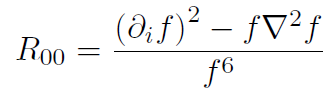 R_{00} = \frac{(\partial_i f)^2 - f\nabla^2 f}{f^6}